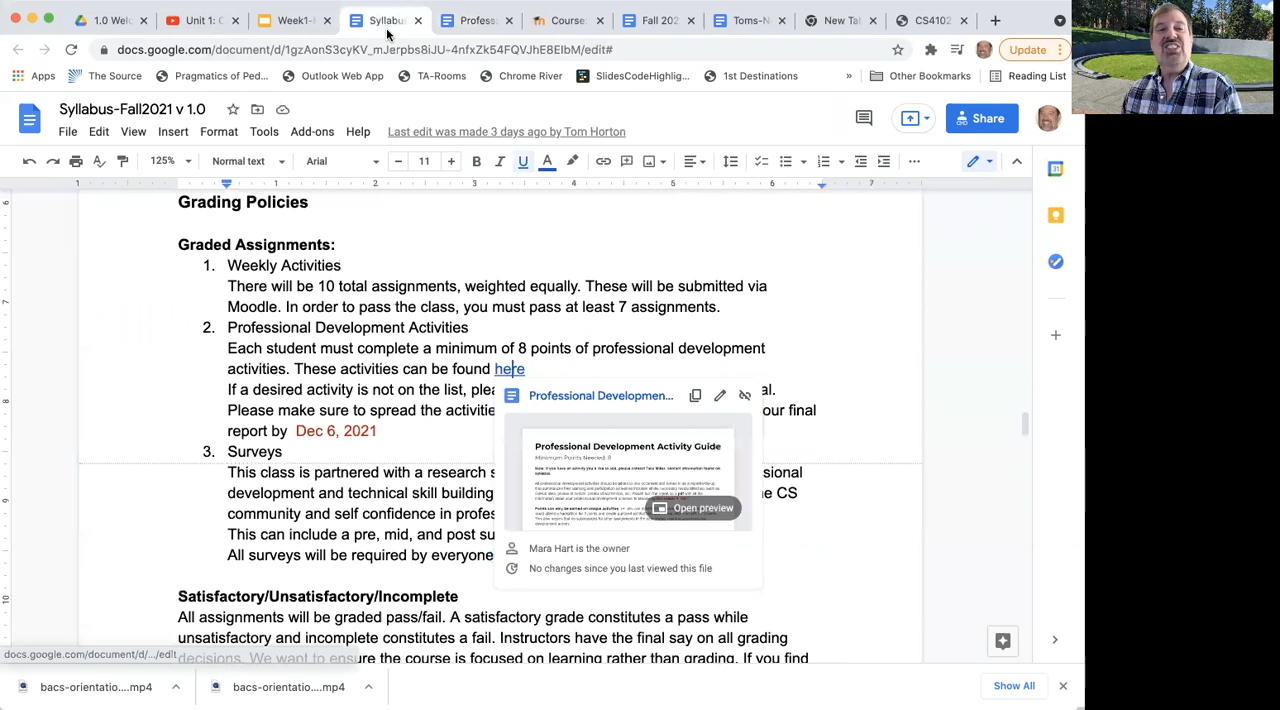 1.0 Welc
Unit 1: C
Week1-
Syllabus
Profess
Course:
Fall 202
Toms-N
New Tal
CS4102
docs.google.com/document/d/1gzAonS3cyKV_mJerpbs8iJU-4nfxZk54FQVJhE8EIbM/edit#
Update
Apps
The Source
Pragmatics of Ped...
Outlook Web App
TA-Rooms
Chrome River
SlidesCodeHighlig...
1st Destinations
»
Other Bookmarks
Reading List
Syllabus-Fall2021 v 1.0
Share
File Edit View Insert Format Tools Add-ons Help Last edit was made 3 days ago by Tom Horton
125% Normal text Arial 11 B I U A
1 1 2 3 4 5 6 7
Grading Policies
Graded Assignments:
1. Weekly Activities
There will be 10 total assignments, weighted equally. These will be submitted via
Moodle. In order to pass the class, you must pass at least 7 assignments.
2. Professional Development Activities
Each student must complete a minimum of 8 points of professional development
activities. These activities can be found here
If a desired activity is not on the list, plea al.
Please make sure to spread the activitie our final
report by Dec 6, 2021
3. Surveys
This class is partnered with a research s sional
development and technical skill building e CS
community and self confidence in profes
This can include a pre, mid, and post su
All surveys will be required by everyone
Professional Developmen...
Professional Development Activity Guide
Minimum Points Needed: 8
Open preview
Mara Hart is the owner
No changes since you last viewed this file
Satisfactory/Unsatisfactory/Incomplete
All assignments will be graded pass/fail. A satisfactory grade constitutes a pass while
unsatisfactory and incomplete constitutes a fail. Instructors have the final say on all grading
decisions. We want to ensure the course is focused on learning rather than grading. If you find
docs.google.com/document/d/.../edit
bacs-orientatio....mp4
bacs-orientatio....mp4
Show All